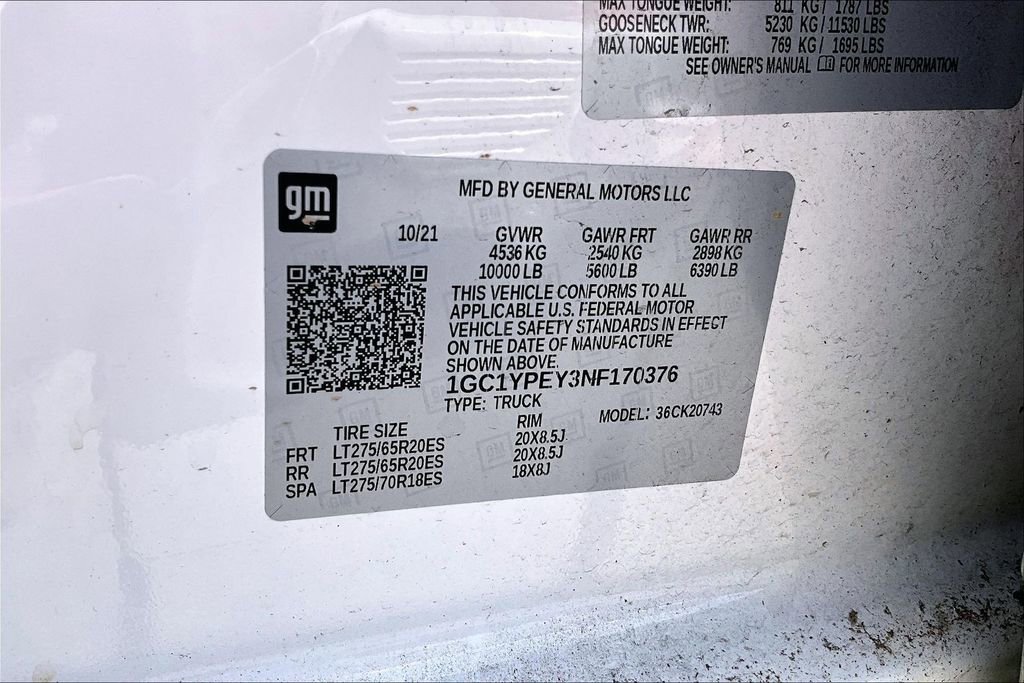 MAX TONGUE WEIGHT: 811 KG / 1787 LBS
GOOSENECK TWR: 5230 KG / 11530 LBS
MAX TONGUE WEIGHT: 769 KG / 1695 LBS
SEE OWNER'S MANUAL FOR MORE INFORMATION
gm
MFD BY GENERAL MOTORS LLC
10/21 GVWR GAWR FRT GAWR RR
4536 KG 2540 KG 2898 KG
10000 LB 5600 LB 6390 LB
THIS VEHICLE CONFORMS TO ALL
APPLICABLE U.S. FEDERAL MOTOR
VEHICLE SAFETY STANDARDS IN EFFECT
ON THE DATE OF MANUFACTURE
SHOWN ABOVE.
1GC1YPEY3NF170376
TYPE: TRUCK MODEL: 36CK20743
TIRE SIZE RIM
FRT LT275/65R20ES 20X8.5J
RR LT275/65R20ES 20X8.5J
SPA LT275/70R18ES 18X8J